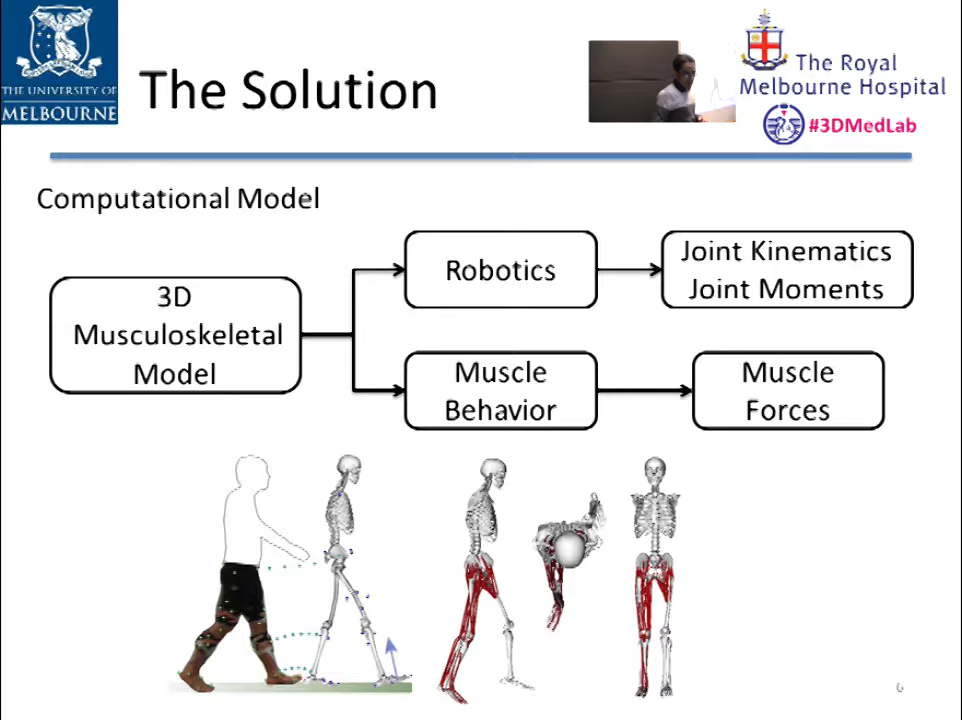 THE UNIVERSITY OF
MELBOURNE
The Solution
The Royal
Melbourne Hospital
#3DMedLab
Computational Model
3D
Musculoskeletal
Model
Robotics
Joint Kinematics
Joint Moments
Muscle
Behavior
Muscle
Forces